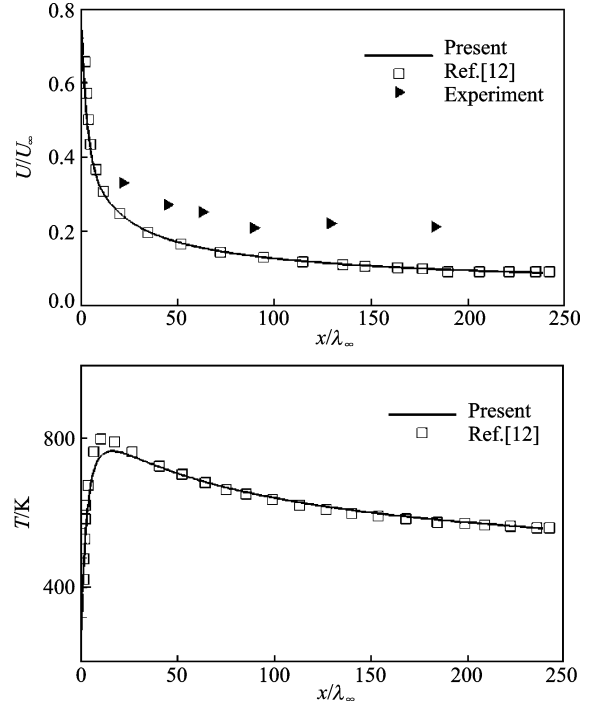 0.8
0.6
0.4
0.2
0.0
U/U∞
Present
Ref.[12]
Experiment
0 50 100 150 200 250
x/λ∞
800
400
T/K
Present
Ref.[12]
0 50 100 150 200 250
x/λ∞